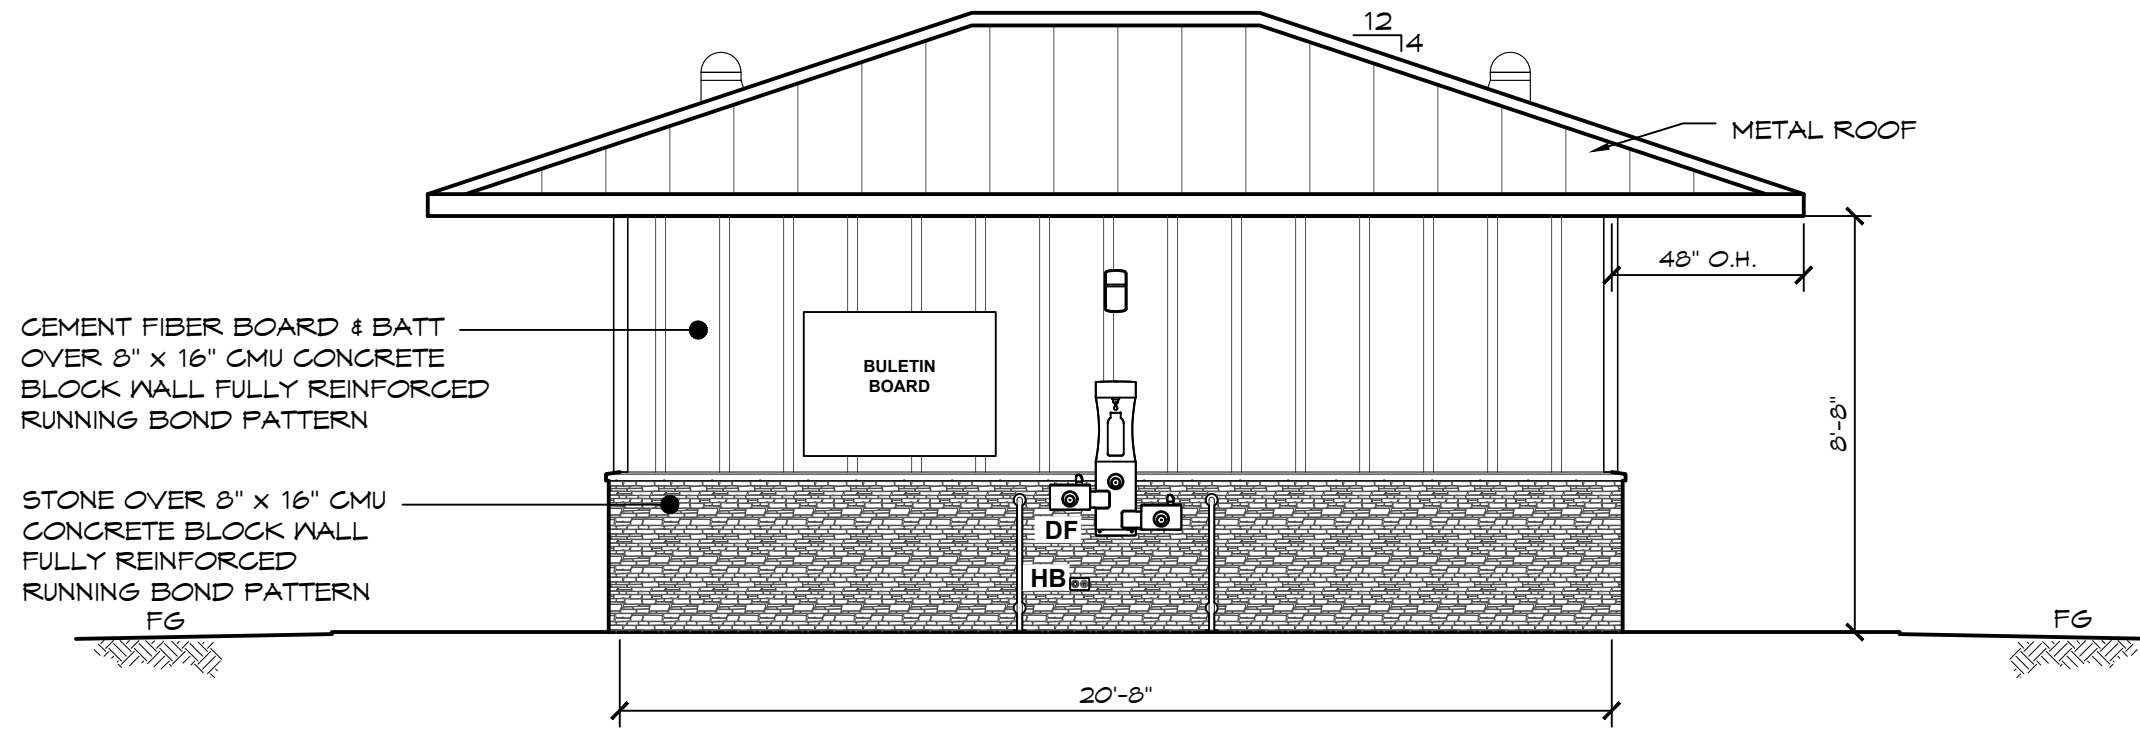 12
4
METAL ROOF
48" O.H.
CEMENT FIBER BOARD & BATT
OVER 8" X 16" CMU CONCRETE
BLOCK WALL FULLY REINFORCED
RUNNING BOND PATTERN
BULETIN
BOARD
8'-8"
STONE OVER 8" X 16" CMU
CONCRETE BLOCK WALL
FULLY REINFORCED
RUNNING BOND PATTERN
DF
HB
FG
FG
20'-8"